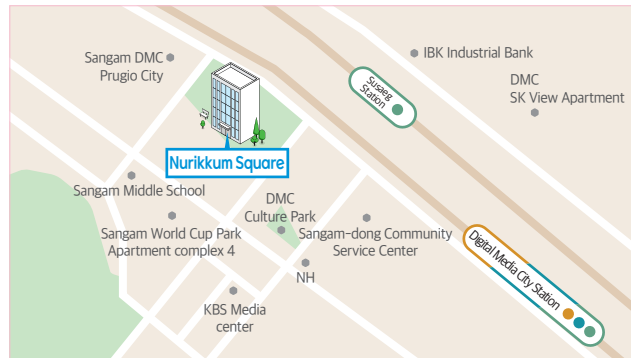 Sangam DMC
Prugio City
IBK Industrial Bank
Susaeg
Station
DMC
SK View Apartment
Nurikkum Square
Sangam Middle School
DMC
Culture Park
Sangam World Cup Park
Apartment complex 4
Sangam-dong Community
Service Center
Digital Media City Station
NH
KBS Media
center